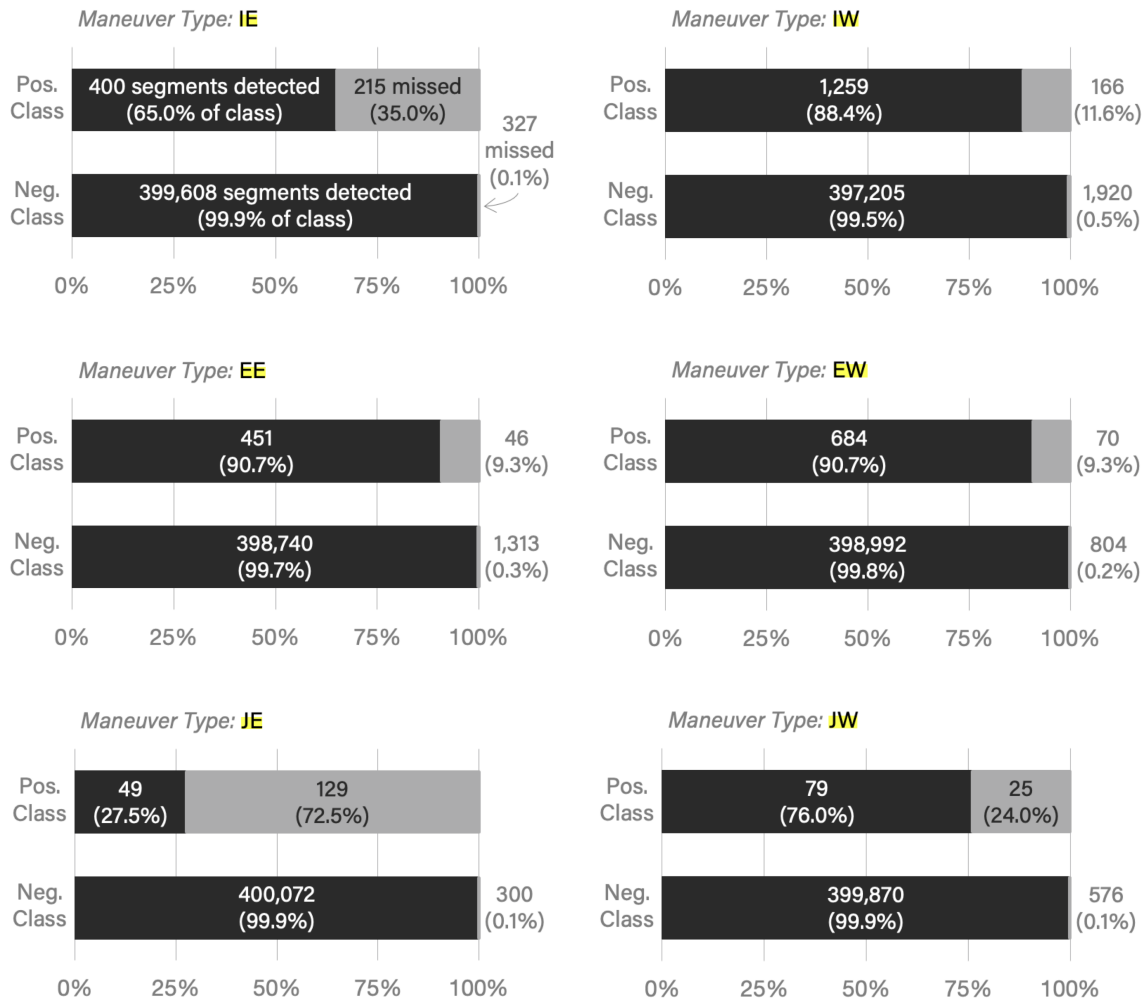 Maneuver Type: IE
Pos.
Class
400 segments detected
(65.0% of class)
215 missed
(35.0%)
327
missed
(0.1%)
Neg.
Class
399,608 segments detected
(99.9% of class)
0% 25% 50% 75% 100%
Maneuver Type: IW
Pos.
Class
1,259
(88.4%)
166
(11.6%)
Neg.
Class
397,205
(99.5%)
1,920
(0.5%)
0% 25% 50% 75% 100%
Maneuver Type: EE
Pos.
Class
451
(90.7%)
46
(9.3%)
Neg.
Class
398,740
(99.7%)
1,313
(0.3%)
0% 25% 50% 75% 100%
Maneuver Type: EW
Pos.
Class
684
(90.7%)
70
(9.3%)
Neg.
Class
398,992
(99.8%)
804
(0.2%)
0% 25% 50% 75% 100%
Maneuver Type: JE
Pos.
Class
49
(27.5%)
129
(72.5%)
Neg.
Class
400,072
(99.9%)
300
(0.1%)
0% 25% 50% 75% 100%
Maneuver Type: JW
Pos.
Class
79
(76.0%)
25
(24.0%)
Neg.
Class
399,870
(99.9%)
576
(0.1%)
0% 25% 50% 75% 100%